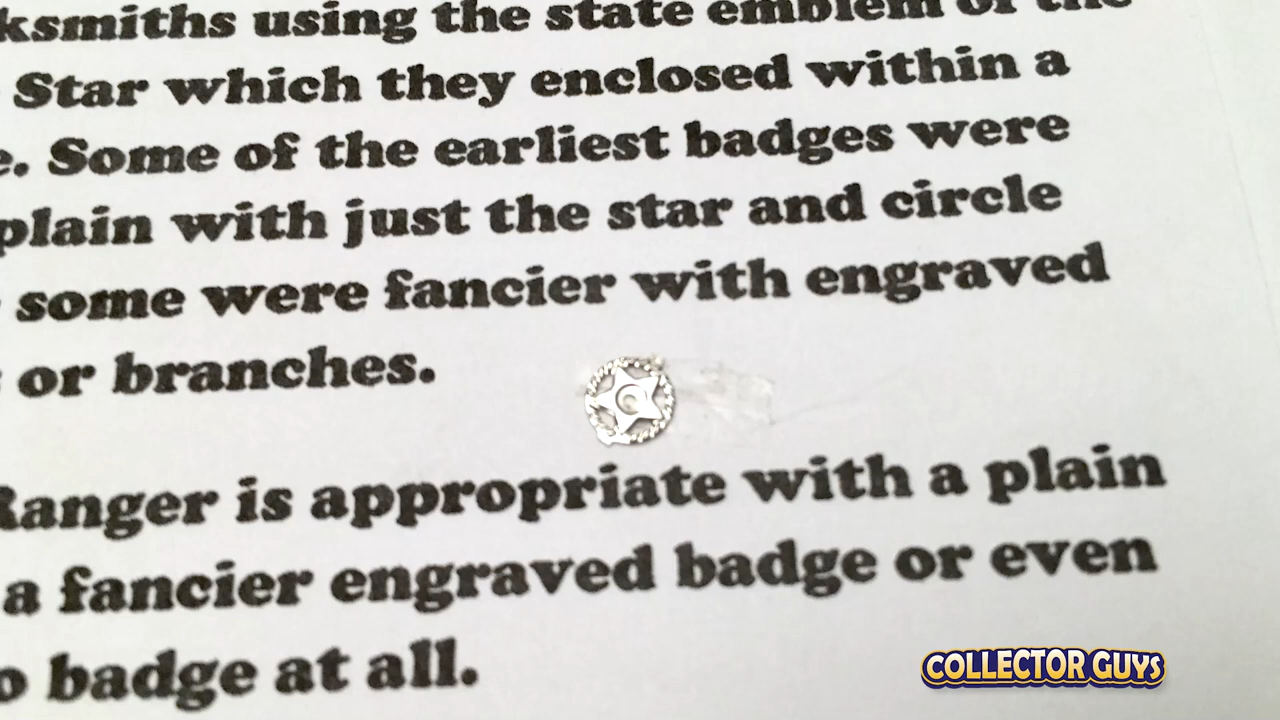 ksmiths using the state emblem of the
Star which they enclosed within a
e. Some of the earliest badges were
plain with just the star and circle
some were fancier with engraved
or branches.
Ranger is appropriate with a plain
a fancier engraved badge or even
o badge at all.
COLLECTOR GUYS